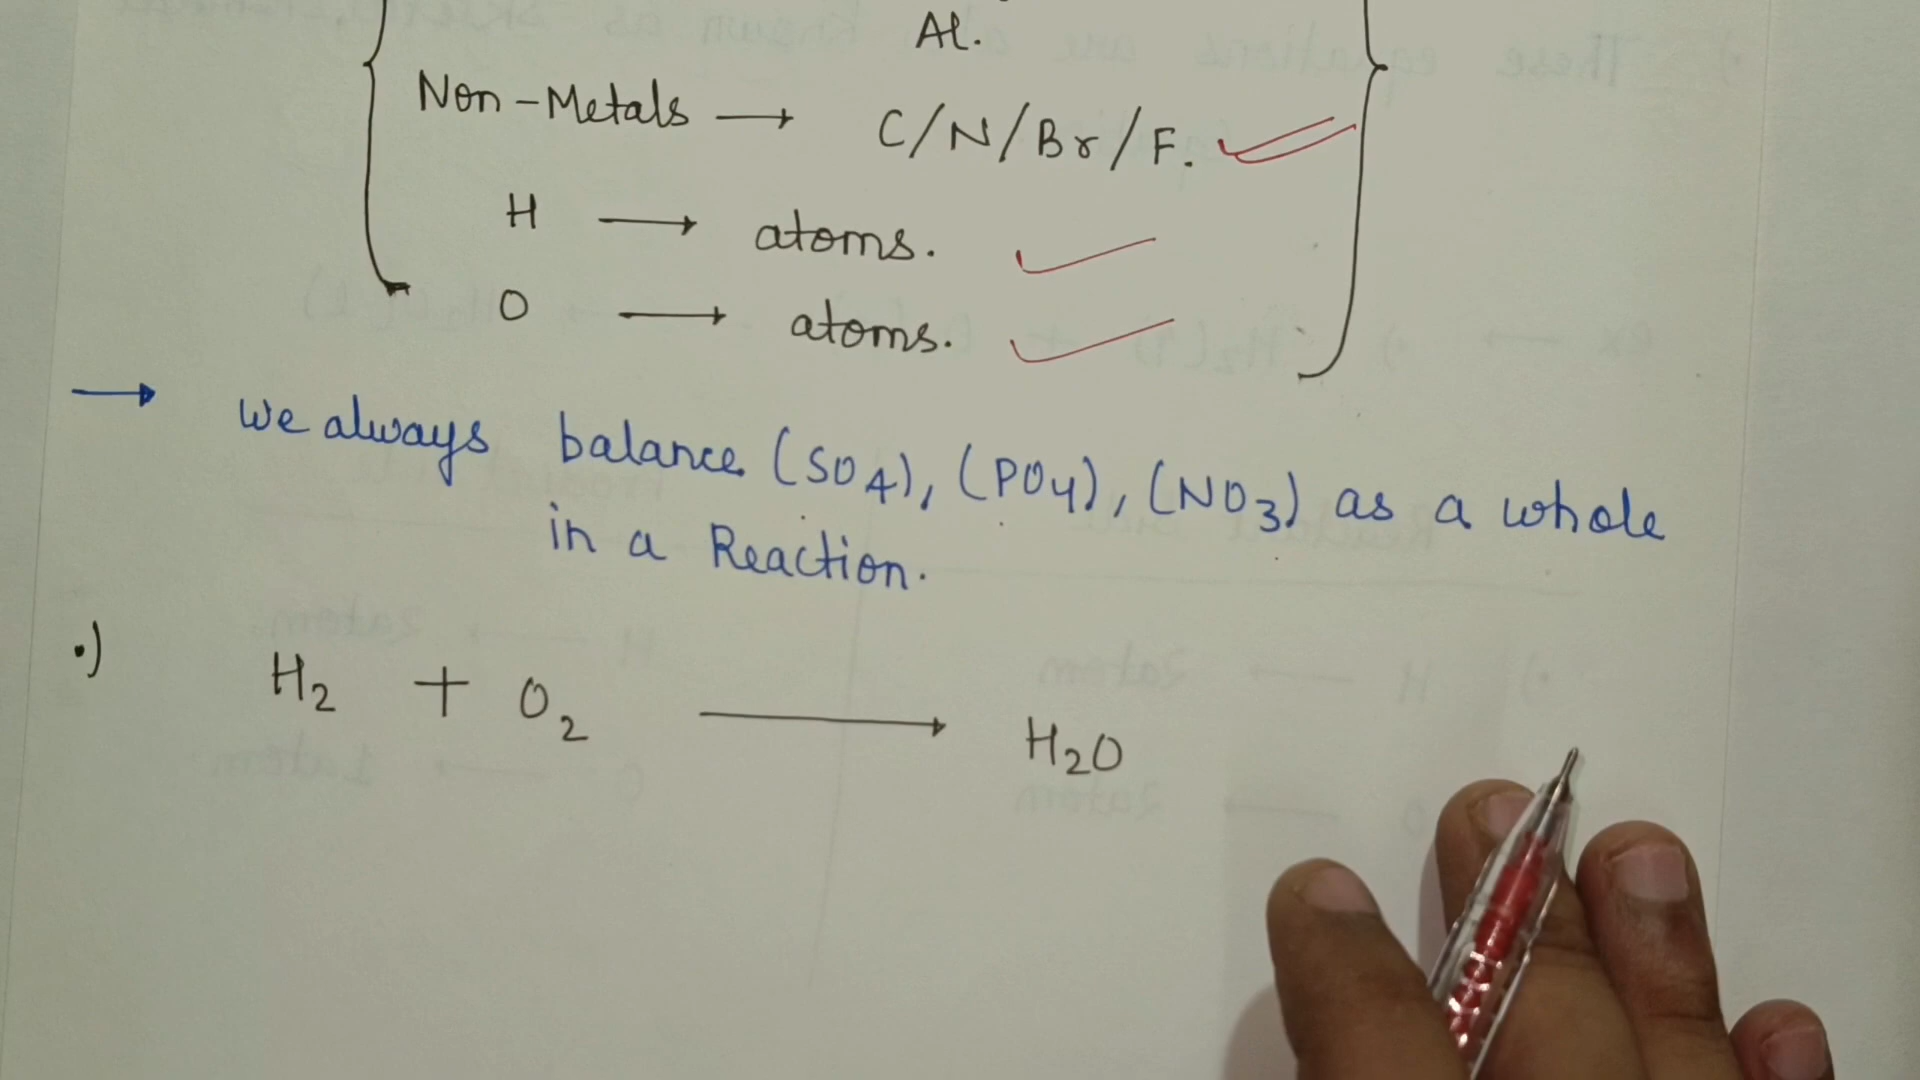 Al.
Non-Metals → C/N/Br/F.
H → atoms.
O → atoms.
→ we always balance (SO4), (PO4), (NO3) as a whole
in a Reaction.
•) H2 + O2 → H2O